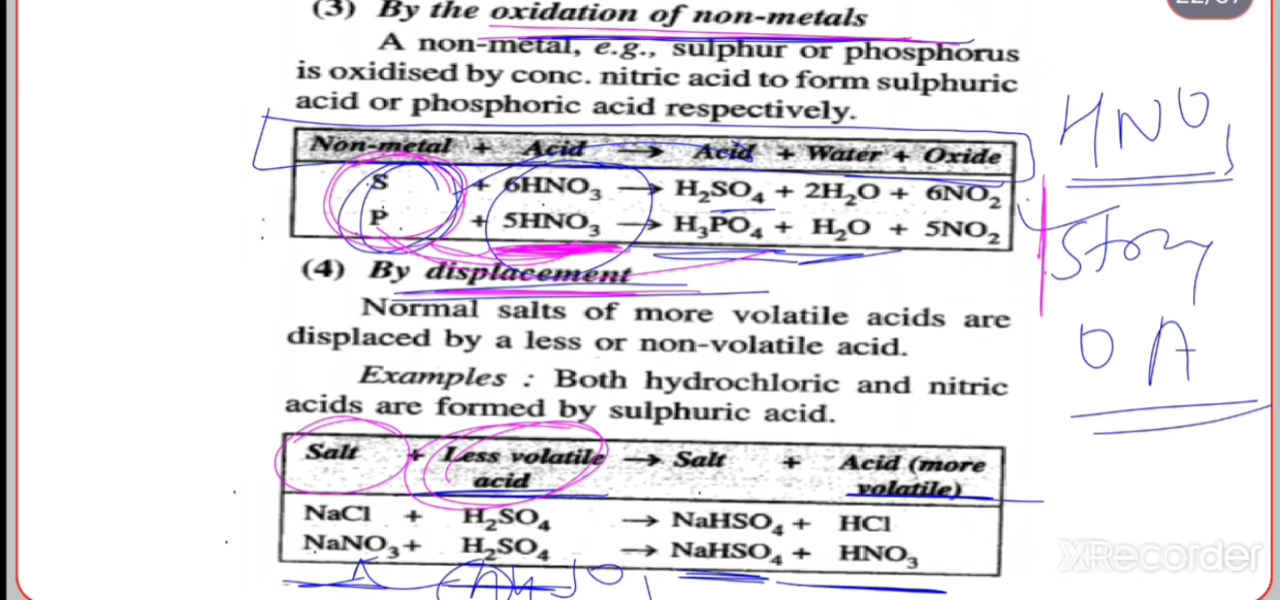 22/67
(3) By the oxidation of non-metals
A non-metal, e.g., sulphur or phosphorus
is oxidised by conc. nitric acid to form sulphuric
acid or phosphoric acid respectively.
Non-metal + Acid → Acid + Water + Oxide
S + 6HNO₃ → H₂SO₄ + 2H₂O + 6NO₂
P + 5HNO₃ → H₃PO₄ + H₂O + 5NO₂
HNO₃
Strong
O A
(4) By displacement
Normal salts of more volatile acids are
displaced by a less or non-volatile acid.
Examples : Both hydrochloric and nitric
acids are formed by sulphuric acid.
Salt + Less volatile → Salt + Acid (more
acid volatile)
NaCl + H₂SO₄ → NaHSO₄ + HCl
NaNO₃ + H₂SO₄ → NaHSO₄ + HNO₃
XRecorder